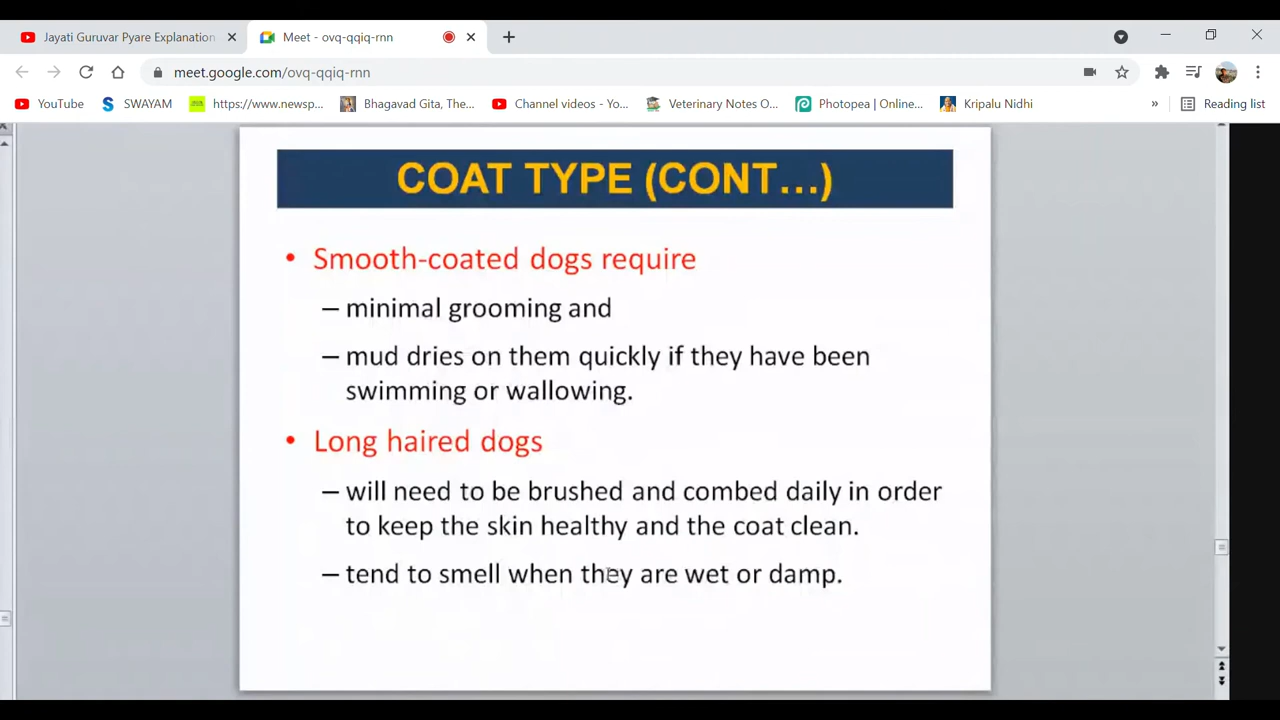 Jayati Guruvar Pyare Explanation
Meet - ovq-qqiq-rnn
meet.google.com/ovq-qqiq-rnn
YouTube
SWAYAM
https://www.newsp...
Bhagavad Gita, The...
Channel videos - Yo...
Veterinary Notes O...
Photopea | Online...
Kripalu Nidhi
»
Reading list
COAT TYPE (CONT...)
• Smooth-coated dogs require
– minimal grooming and
– mud dries on them quickly if they have been
swimming or wallowing.
• Long haired dogs
– will need to be brushed and combed daily in order
to keep the skin healthy and the coat clean.
– tend to smell when they are wet or damp.